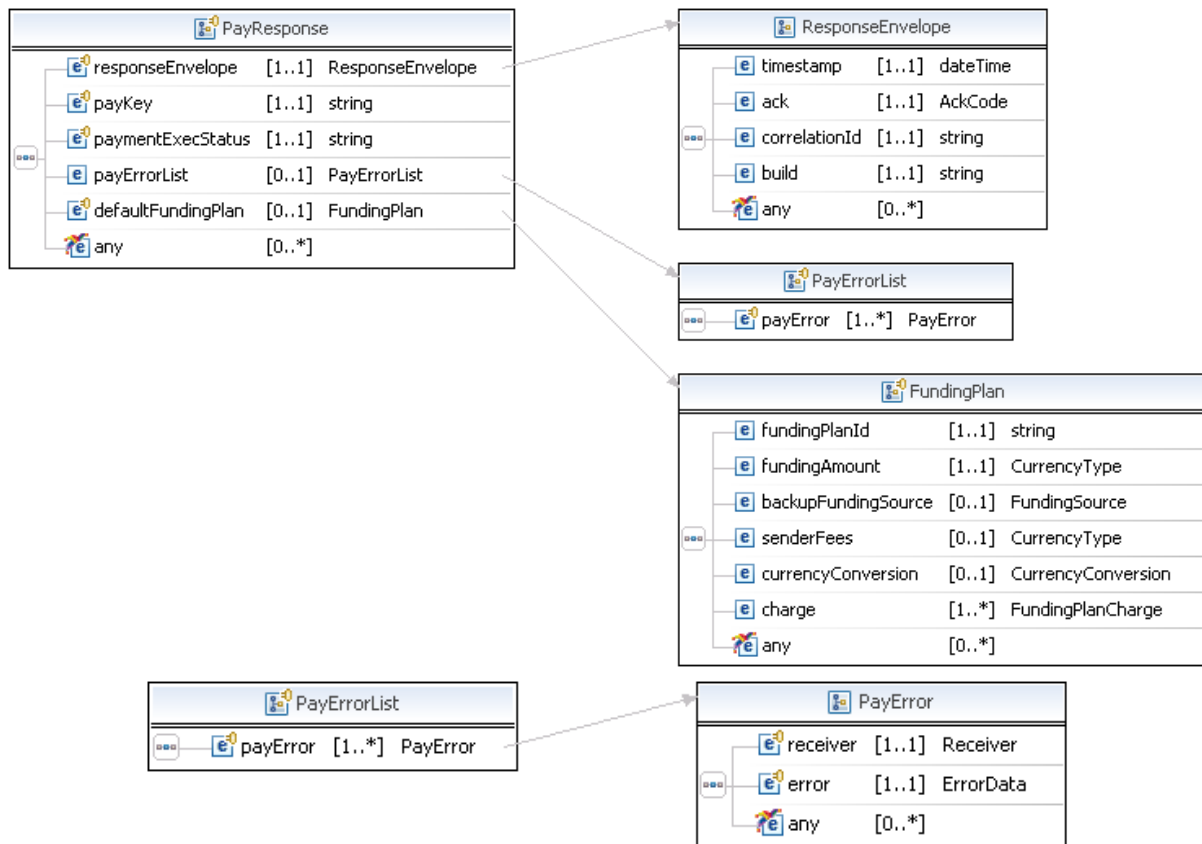 PayResponse
responseEnvelope [1..1] ResponseEnvelope
payKey [1..1] string
paymentExecStatus [1..1] string
payErrorList [0..1] PayErrorList
defaultFundingPlan [0..1] FundingPlan
any [0..*]
ResponseEnvelope
timestamp [1..1] dateTime
ack [1..1] AckCode
correlationId [1..1] string
build [1..1] string
any [0..*]
PayErrorList
payError [1..*] PayError
FundingPlan
fundingPlanId [1..1] string
fundingAmount [1..1] CurrencyType
backupFundingSource [0..1] FundingSource
senderFees [0..1] CurrencyType
currencyConversion [0..1] CurrencyConversion
charge [1..*] FundingPlanCharge
any [0..*]
PayErrorList
payError [1..*] PayError
PayError
receiver [1..1] Receiver
error [1..1] ErrorData
any [0..*]